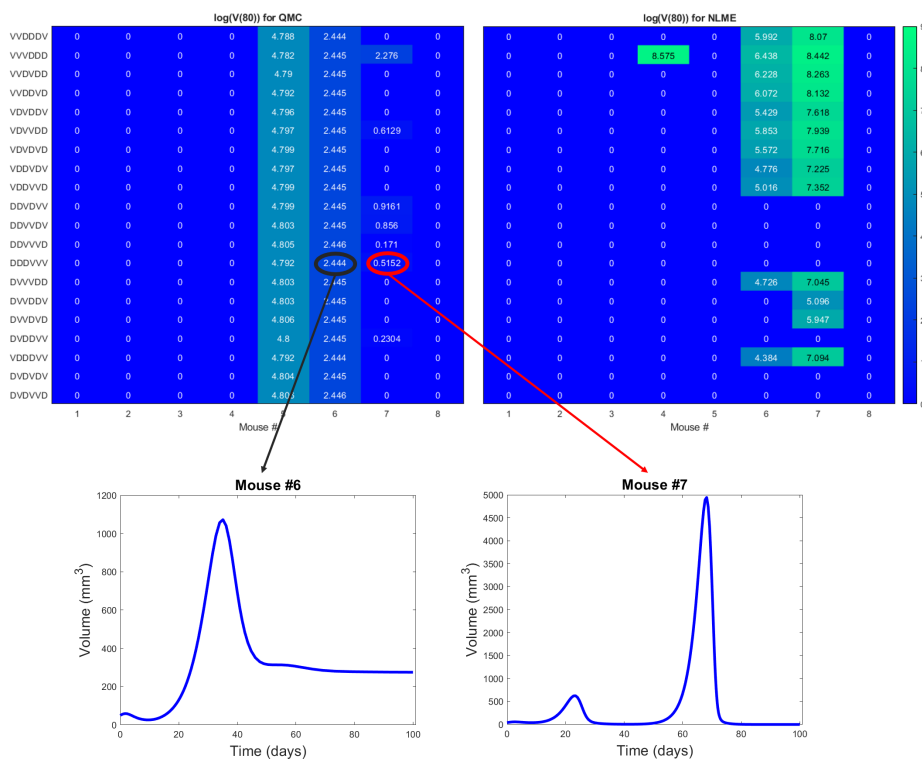 log(V(80)) for QMC
VVDDDV 0 0 0 0 4.788 2.444 0 0
VVVDDD 0 0 0 0 4.782 2.445 2.276 0
VVDVDD 0 0 0 0 4.79 2.445 0 0
VVDDVD 0 0 0 0 4.792 2.445 0 0
VDVDDV 0 0 0 0 4.796 2.445 0 0
VDVVDD 0 0 0 0 4.797 2.445 0.6129 0
VDVDVD 0 0 0 0 4.799 2.445 0 0
VDDVDV 0 0 0 0 4.797 2.445 0 0
VDDVVD 0 0 0 0 4.799 2.445 0 0
DDVDVV 0 0 0 0 4.799 2.445 0.9161 0
DDVVDV 0 0 0 0 4.803 2.445 0.856 0
DDVVVD 0 0 0 0 4.805 2.446 0.171 0
DDDVVV 0 0 0 0 4.792 2.444 0.5152 0
DVVVDD 0 0 0 0 4.803 2.445 0 0
DVVDDV 0 0 0 0 4.803 2.445 0 0
DVVDVD 0 0 0 0 4.806 2.445 0 0
DVDDVV 0 0 0 0 4.8 2.445 0.2304 0
VDDDVV 0 0 0 0 4.792 2.444 0 0
DVDVDV 0 0 0 0 4.804 2.445 0 0
DVDVVD 0 0 0 0 2.446 0 0
1 2 3 4 5 6 7 8
Mouse #
log(V(80)) for NLME
0 0 0 0 0 5.992 8.07 0
0 0 0 8.575 0 6.438 8.442 0
0 0 0 0 0 6.228 8.263 0
0 0 0 0 0 6.072 8.132 0
0 0 0 0 0 5.429 7.618 0
0 0 0 0 0 5.853 7.939 0
0 0 0 0 0 5.572 7.716 0
0 0 0 0 0 4.776 7.225 0
0 0 0 0 0 5.016 7.352 0
0 0 0 0 0 0 0 0
0 0 0 0 0 0 0 0
0 0 0 0 0 0 0 0
0 0 0 0 0 0 0 0
0 0 0 0 0 4.726 7.045 0
0 0 0 0 0 0 5.096 0
0 0 0 0 0 0 5.947 0
0 0 0 0 0 0 0 0
0 0 0 0 0 4.384 7.094 0
0 0 0 0 0 0 0 0
0 0 0 0 0 0 0 0
1 2 3 4 5 6 7 8
Mouse #
Mouse #6
Volume (mm3)
1200
1000
800
600
400
200
0
0 20 40 60 80 100
Time (days)
Mouse #7
Volume (mm3)
5000
4500
4000
3500
3000
2500
2000
1500
1000
500
0
0 20 40 60 80 100
Time (days)